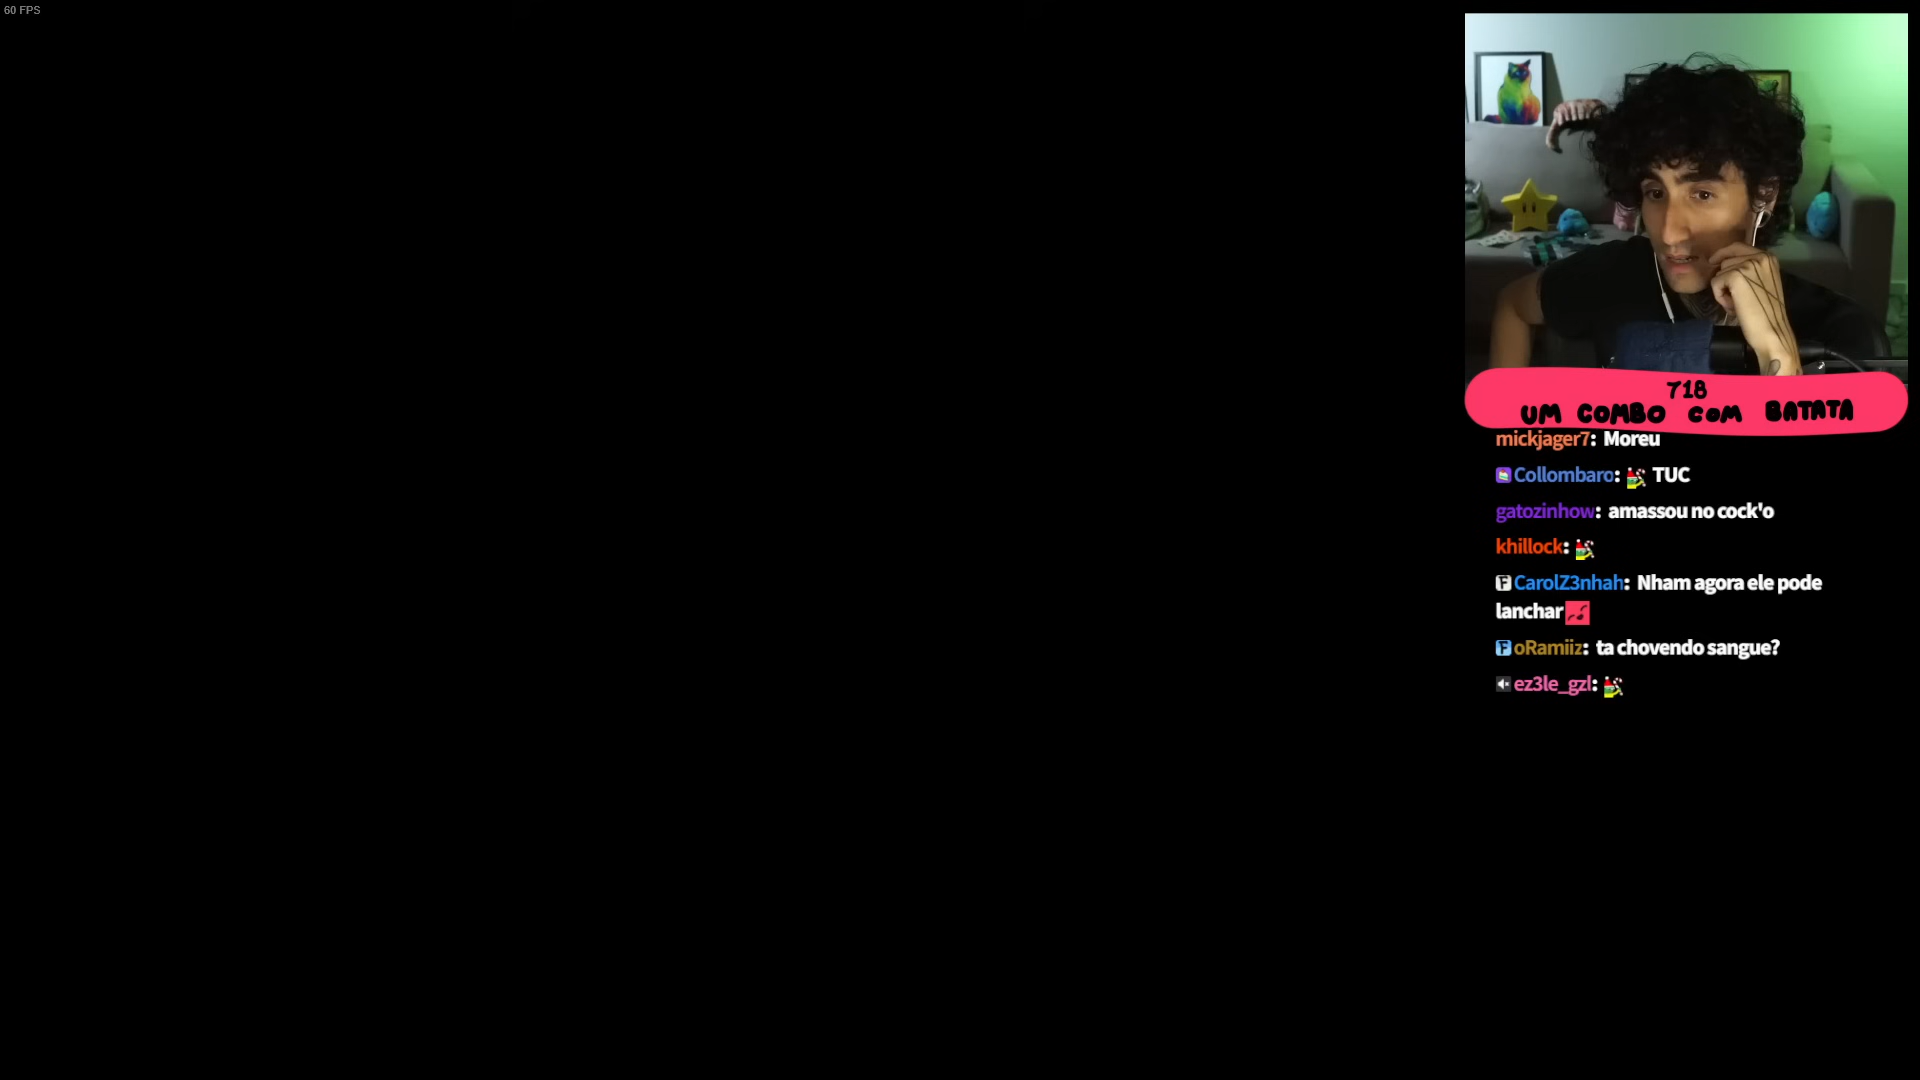 60 FPS
718
UM COMBO COM BATATA
mickjager7: Moreu
Collombaro: TUC
gatozinhow: amassou no cock'o
khillock:
CarolZ3nhah: Nham agora ele pode
lanchar
oRamiiz: ta chovendo sangue?
ez3le_gzl: